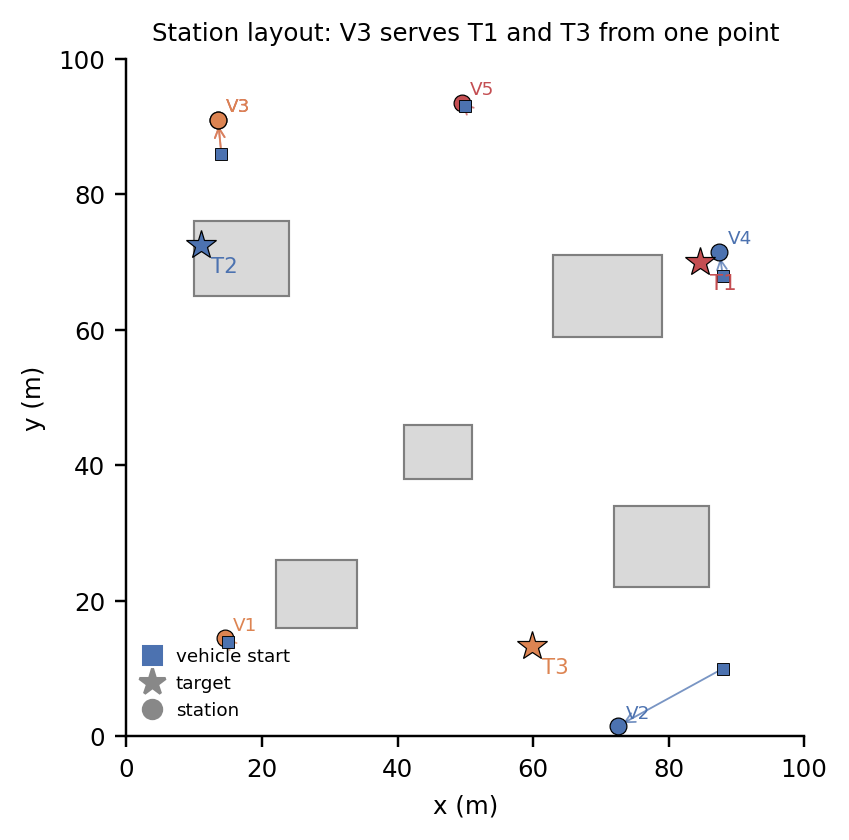 Station layout: V3 serves T1 and T3 from one point
100
80
60
40
20
0
y (m)
V3
V5
V4
T2
T1
V1
T3
V2
vehicle start
target
station
0
20
40
60
80
100
x (m)